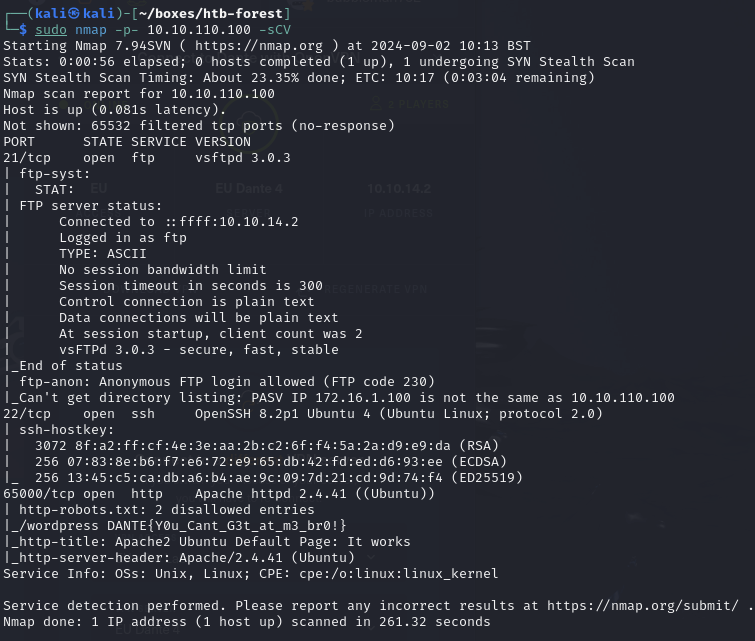 ┌──(kali㉿kali)-[~/boxes/htb-forest]
└─$ sudo nmap -p- 10.10.110.100 -sCV
Starting Nmap 7.94SVN ( https://nmap.org ) at 2024-09-02 10:13 BST
Stats: 0:00:56 elapsed; 0 hosts completed (1 up), 1 undergoing SYN Stealth Scan
SYN Stealth Scan Timing: About 23.35% done; ETC: 10:17 (0:03:04 remaining)
Nmap scan report for 10.10.110.100
Host is up (0.081s latency).
Not shown: 65532 filtered tcp ports (no-response)
PORT      STATE SERVICE VERSION
21/tcp    open  ftp     vsftpd 3.0.3
| ftp-syst:
|   STAT:
| FTP server status:
|      Connected to ::ffff:10.10.14.2
|      Logged in as ftp
|      TYPE: ASCII
|      No session bandwidth limit
|      Session timeout in seconds is 300
|      Control connection is plain text
|      Data connections will be plain text
|      At session startup, client count was 2
|      vsFTPd 3.0.3 - secure, fast, stable
|_End of status
| ftp-anon: Anonymous FTP login allowed (FTP code 230)
|_Can't get directory listing: PASV IP 172.16.1.100 is not the same as 10.10.110.100
22/tcp    open  ssh     OpenSSH 8.2p1 Ubuntu 4 (Ubuntu Linux; protocol 2.0)
| ssh-hostkey:
|   3072 8f:a2:ff:cf:4e:3e:aa:2b:c2:6f:f4:5a:2a:d9:e9:da (RSA)
|   256 07:83:8e:b6:f7:e6:72:e9:65:db:42:fd:ed:d6:93:ee (ECDSA)
|_  256 13:45:c5:ca:db:a6:b4:ae:9c:09:7d:21:cd:9d:74:f4 (ED25519)
65000/tcp open  http    Apache httpd 2.4.41 ((Ubuntu))
| http-robots.txt: 2 disallowed entries
|_/wordpress DANTE{Y0u_Cant_G3t_at_m3_br0!}
|_http-title: Apache2 Ubuntu Default Page: It works
|_http-server-header: Apache/2.4.41 (Ubuntu)
Service Info: OSs: Unix, Linux; CPE: cpe:/o:linux:linux_kernel

Service detection performed. Please report any incorrect results at https://nmap.org/submit/ .
Nmap done: 1 IP address (1 host up) scanned in 261.32 seconds